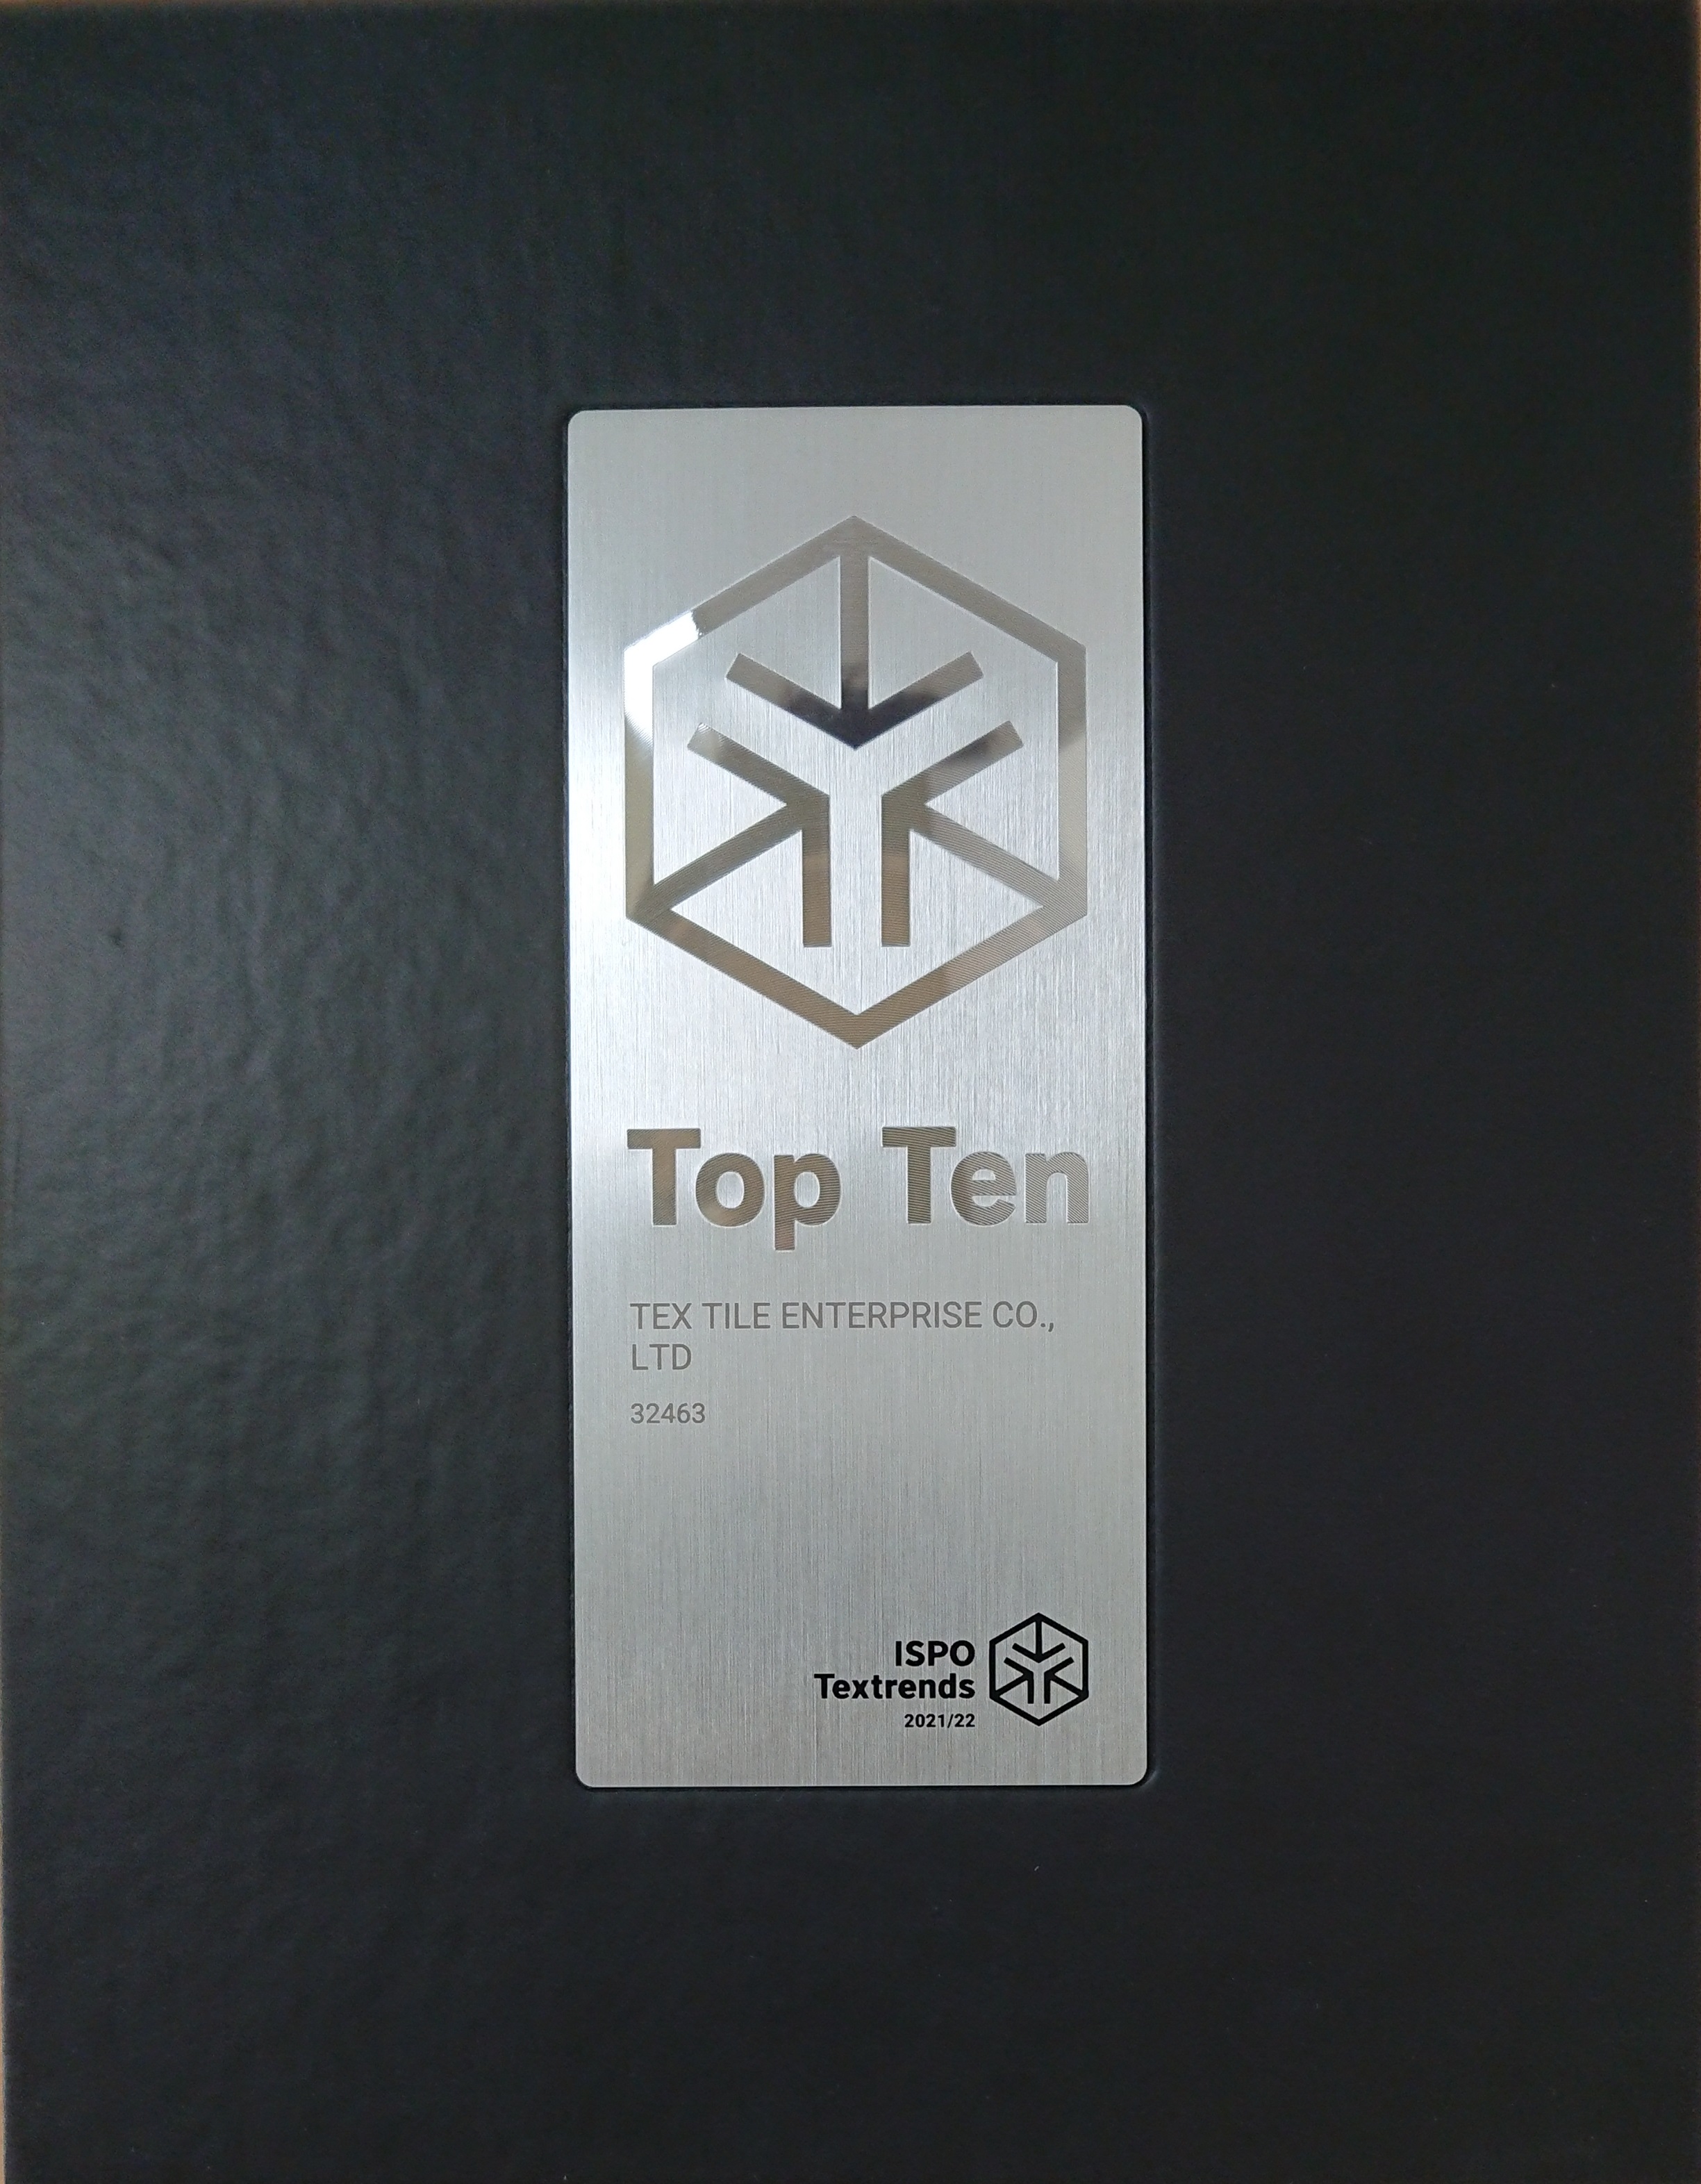 Top Ten
TEX TILE ENTERPRISE CO.,
LTD
32463
ISPO
Textrends
2021/22